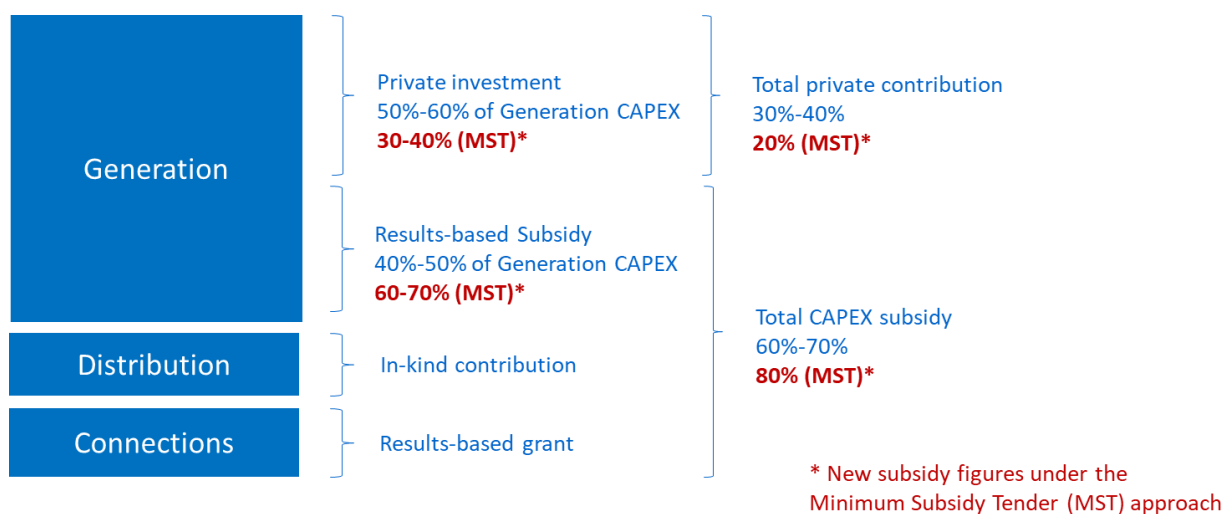 Generation
Private investment
50%-60% of Generation CAPEX
30-40% (MST)*
Total private contribution
30%-40%
20% (MST)*
Results-based Subsidy
40%-50% of Generation CAPEX
60-70% (MST)*
Total CAPEX subsidy
60%-70%
80% (MST)*
Distribution
In-kind contribution
Connections
Results-based grant
* New subsidy figures under the
Minimum Subsidy Tender (MST) approach